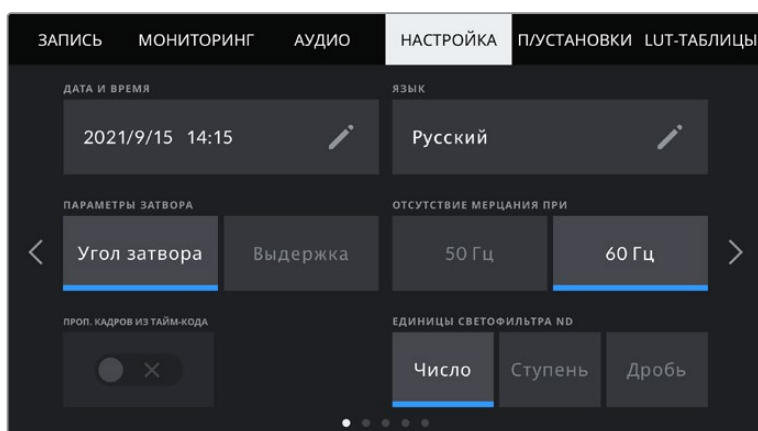 ЗАПИСЬ МОНИТОРИНГ АУДИО НАСТРОЙКА П/УСТАНОВКИ LUT-ТАБЛИЦЫ
ДАТА И ВРЕМЯ ЯЗЫК
2021/9/15 14:15 Русский
ПАРАМЕТРЫ ЗАТВОРА ОТСУТСТВИЕ МЕРЦАНИЯ ПРИ
Угол затвора Выдержка 50 Гц 60 Гц
ПРОП. КАДРОВ ИЗ ТАЙМ-КОДА ЕДИНИЦЫ СВЕТОФИЛЬТРА ND
Число Ступень Дробь